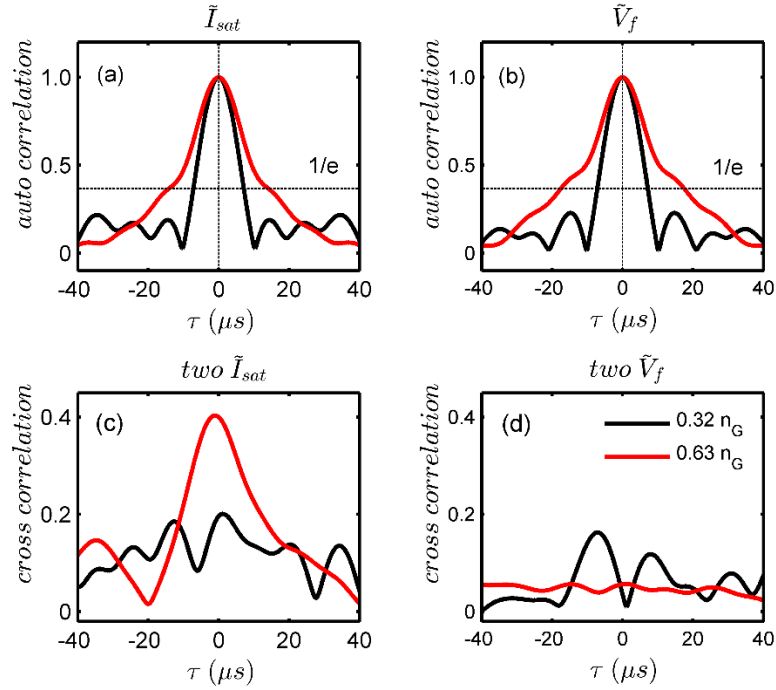 Ĩsat
(a)
1/e
auto correlation
1.0
0.5
0
-40 -20 0 20 40
τ (μs)
Ṽf
(b)
1/e
auto correlation
1.0
0.5
0
-40 -20 0 20 40
τ (μs)
two Ĩsat
(c)
cross correlation
0.4
0.2
0
-40 -20 0 20 40
τ (μs)
two Ṽf
(d)
0.32 nG
0.63 nG
cross correlation
0.4
0.2
0
-40 -20 0 20 40
τ (μs)